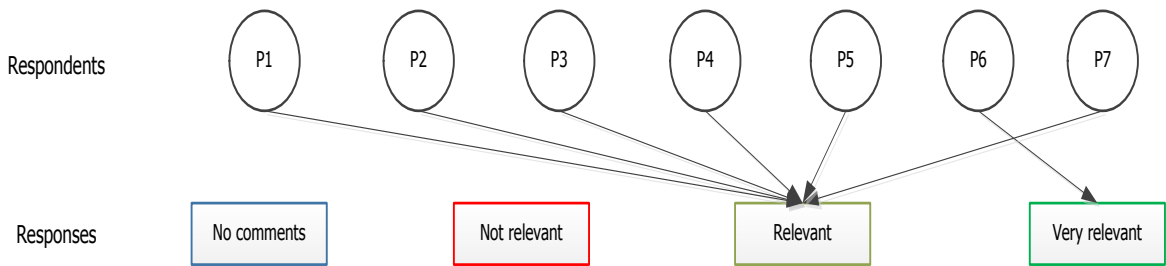 Respondents
P1
P2
P3
P4
P5
P6
P7
Responses
No comments
Not relevant
Relevant
Very relevant